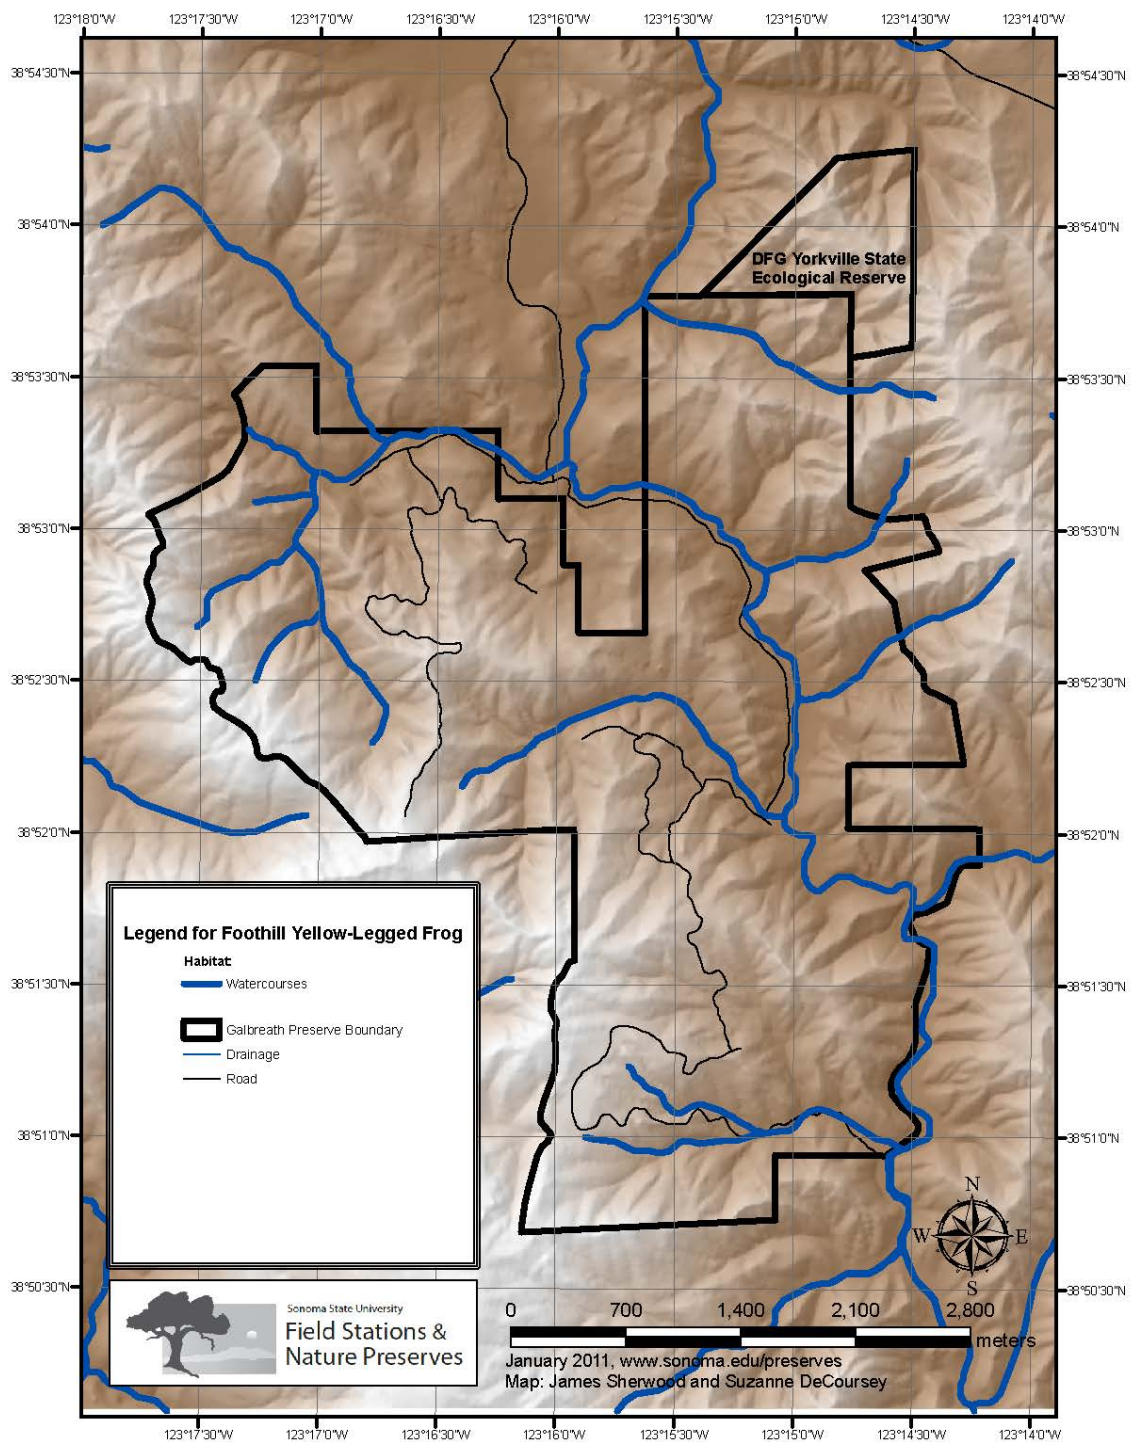 123°18'0"W 123°17'30"W 123°17'0"W 123°16'30"W 123°16'0"W 123°15'30"W 123°15'0"W 123°14'30"W 123°14'0"W
38°54'30"N 38°54'30"N
38°54'0"N 38°54'0"N
DFG Yorkville State
Ecological Reserve
38°53'30"N 38°53'30"N
38°53'0"N 38°53'0"N
38°52'30"N 38°52'30"N
38°52'0"N 38°52'0"N
Legend for Foothill Yellow-Legged Frog
Habitat:
Watercourses
38°51'30"N 38°51'30"N
Galbreath Preserve Boundary
Drainage
Road
38°51'0"N 38°51'0"N
N
W E
S
38°50'30"N 38°50'30"N
Sonoma State University
Field Stations &
Nature Preserves
0 700 1,400 2,100 2,800
meters
January 2011, www.sonoma.edu/preserves
Map: James Sherwood and Suzanne DeCoursey
123°17'30"W 123°17'0"W 123°16'30"W 123°16'0"W 123°15'30"W 123°15'0"W 123°14'30"W 123°14'0"W